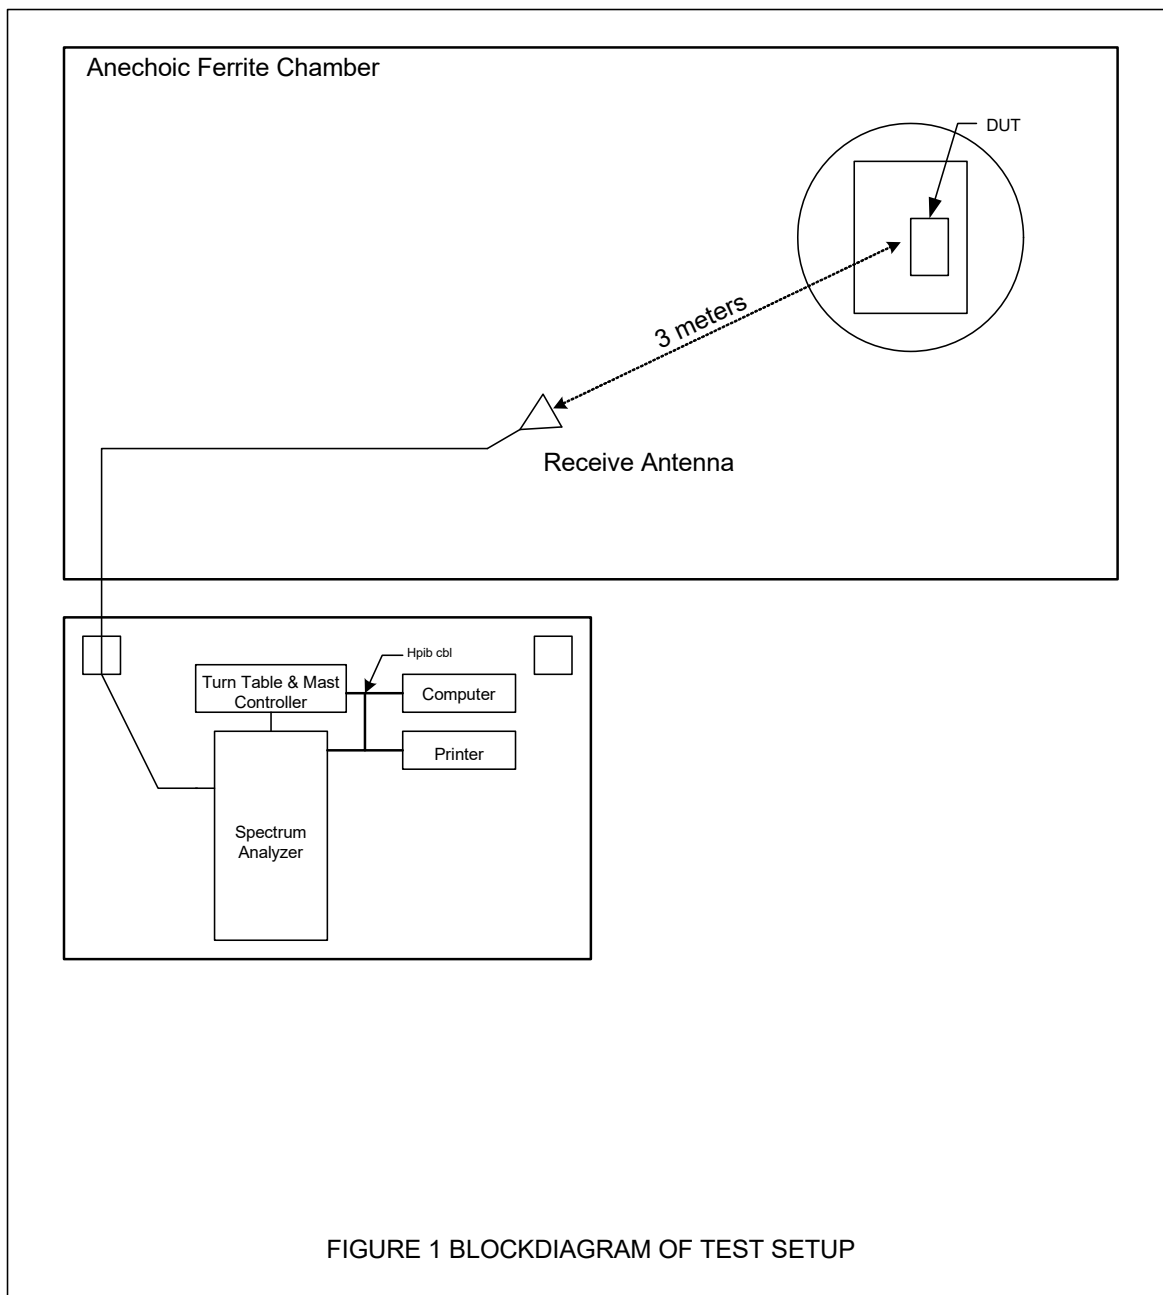 Anechoic Ferrite Chamber
DUT
3 meters
Receive Antenna
Hpib cbl
Turn Table & Mast
Controller
Computer
Printer
Spectrum
Analyzer
FIGURE 1 BLOCKDIAGRAM OF TEST SETUP